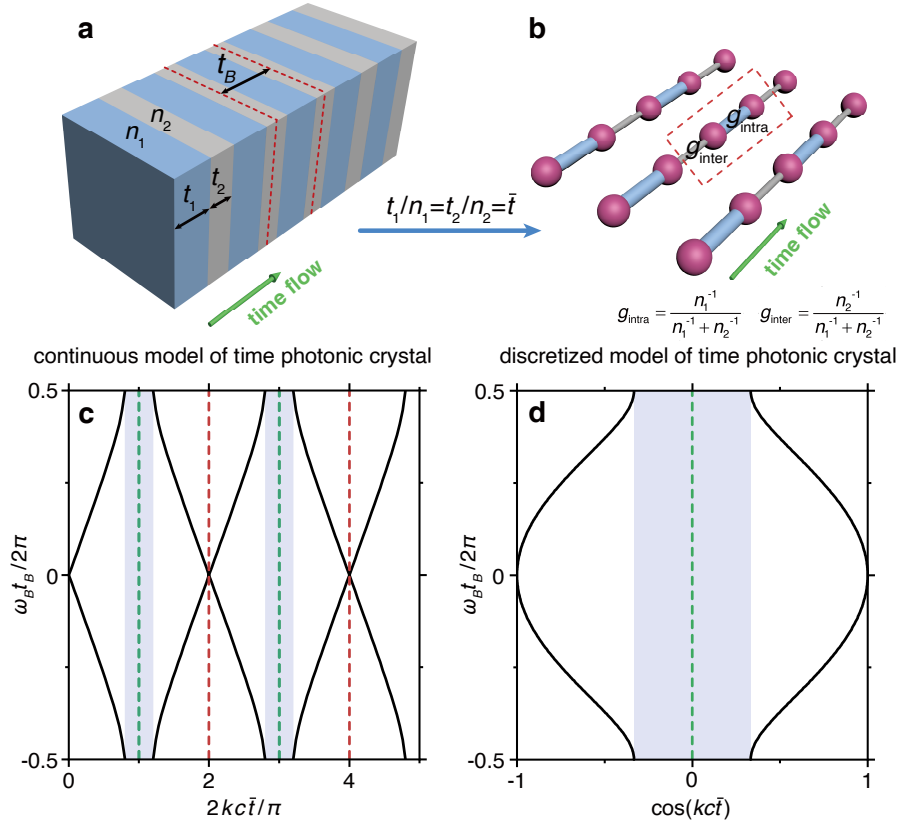 a
b
t_B
n_2
n_1
t_2
t_1
time flow
t_1/n_1=t_2/n_2=t̄
g_intra
g_inter
time flow
g_intra = n_1^-1 / (n_1^-1 + n_2^-1) g_inter = n_2^-1 / (n_1^-1 + n_2^-1)
continuous model of time photonic crystal
discretized model of time photonic crystal
c
0.5
0
-0.5
ω_B t_B/2π
0 2 4
2kct̄/π
d
0.5
0
-0.5
ω_B t_B/2π
-1 0 1
cos(kct̄)